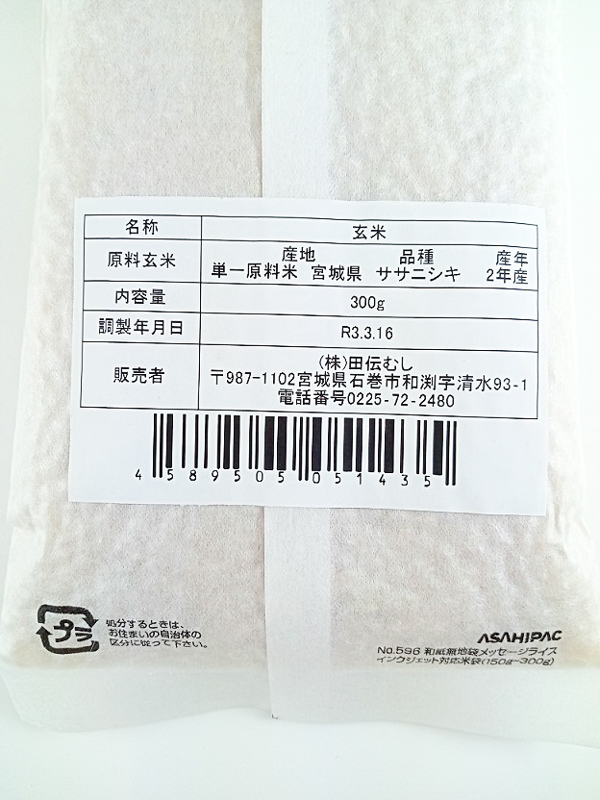 名称 玄米
原料玄米 産地 品種 産年
単一原料米 宮城県 ササニシキ 2年産
内容量 300g
調製年月日 R3.3.16
販売者 (株)田伝むし
〒987-1102宮城県石巻市和渕字清水93-1
電話番号0225-72-2480
4589505051435
プラ
処分するときは、
お住まいの自治体の
区分に従って下さい。
ASAHIPAC
No.596 和紙無地袋メッセージライス
インクジェット対応米袋(150g~300g)